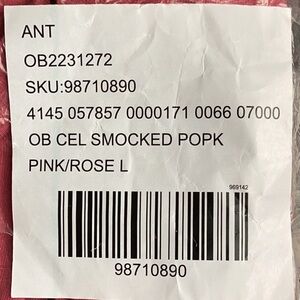 ANT
OB2231272
SKU:98710890
4145 057857 0000171 0066 07000
OB CEL SMOCKED POPK
PINK/ROSE L
969142
98710890